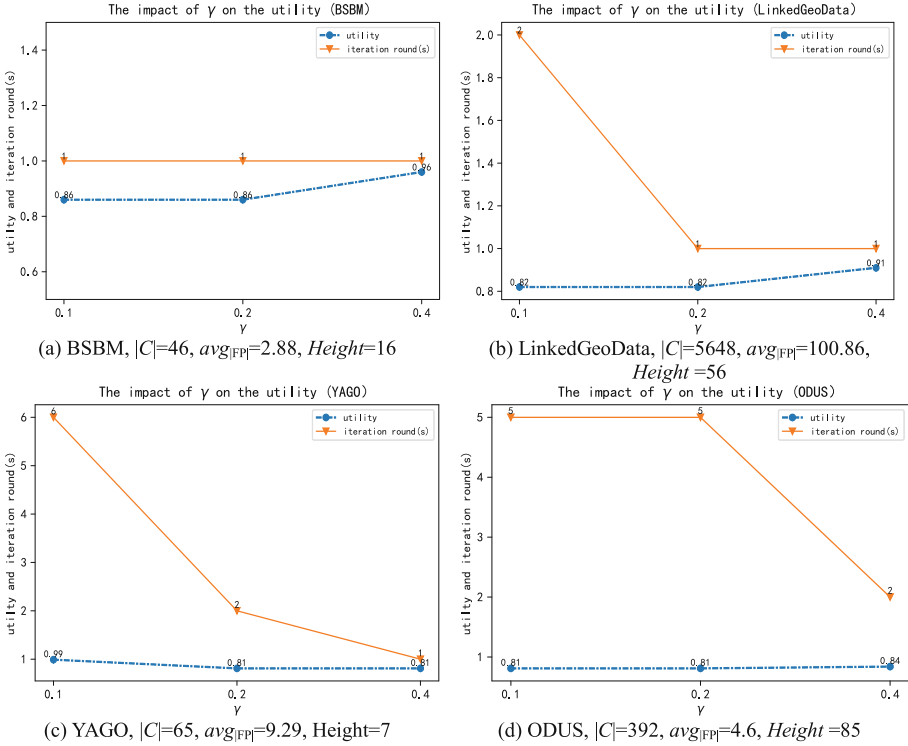 The impact of γ on the utility (BSBM)
utility
iteration round(s)
utilty and iteration round(s)
1.4
1.2
1.0
0.8
0.6
1
1
1
0.86
0.86
0.96
0.1
0.2
0.4
γ
(a) BSBM, |C|=46, avg|FP|=2.88, Height=16
The impact of γ on the utility (LinkedGeoData)
utility
iteration round(s)
utilty and iteration round(s)
2.0
1.8
1.6
1.4
1.2
1.0
0.8
2
1
1
0.82
0.82
0.91
0.1
0.2
0.4
γ
(b) LinkedGeoData, |C|=5648, avg|FP|=100.86,
Height =56
The impact of γ on the utility (YAGO)
utility
iteration round(s)
utilty and iteration round(s)
6
5
4
3
2
1
6
2
1
0.99
0.81
0.81
0.1
0.2
0.4
γ
(c) YAGO, |C|=65, avg|FP|=9.29, Height=7
The impact of γ on the utility (ODUS)
utility
iteration round(s)
utilty and iteration round(s)
5
4
3
2
1
5
5
2
0.81
0.81
0.84
0.1
0.2
0.4
γ
(d) ODUS, |C|=392, avg|FP|=4.6, Height =85